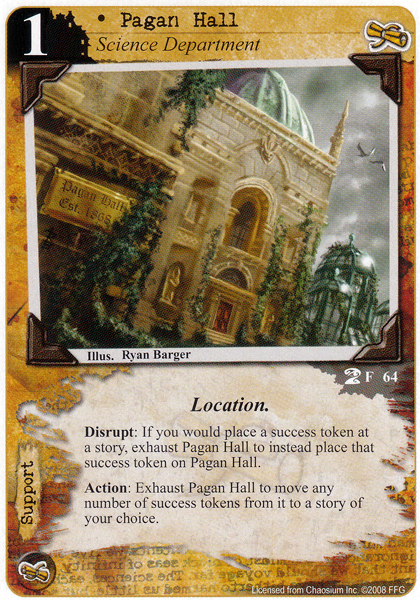 1
• Pagan Hall
Science Department
Pagan Hall
Est. 1868
Illus. Ryan Barger
F 64
Location.
Disrupt: If you would place a success token at
a story, exhaust Pagan Hall to instead place that
success token on Pagan Hall.
Action: Exhaust Pagan Hall to move any
number of success tokens from it to a story of
your choice.
Support
Licensed from Chaosium Inc. ©2008 FFG